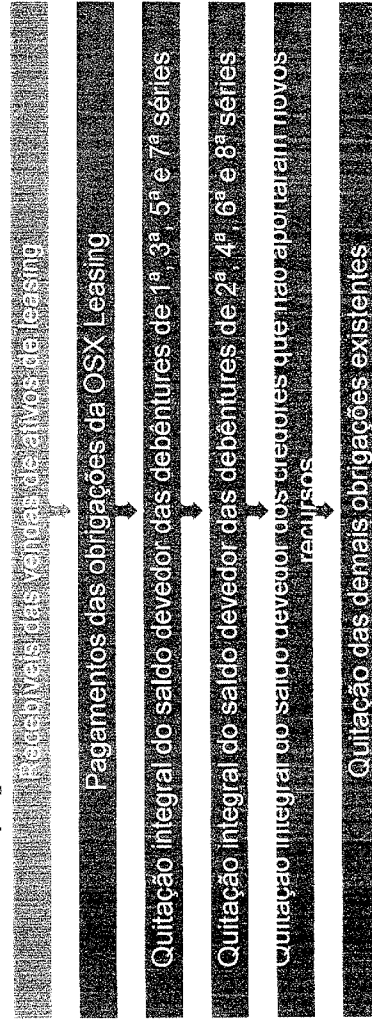 Recebíveis das vendas de ativos de leasing
Pagamentos das obrigações da OSX Leasing
Quitação integral do saldo devedor das debêntures de 1ª, 3ª, 5ª e 7ª séries
Quitação integral do saldo devedor das debêntures de 2ª, 4ª, 6ª e 8ª séries
Quitação integral do saldo devedor dos credores que não aportaram novos
recursos
Quitação das demais obrigações existentes